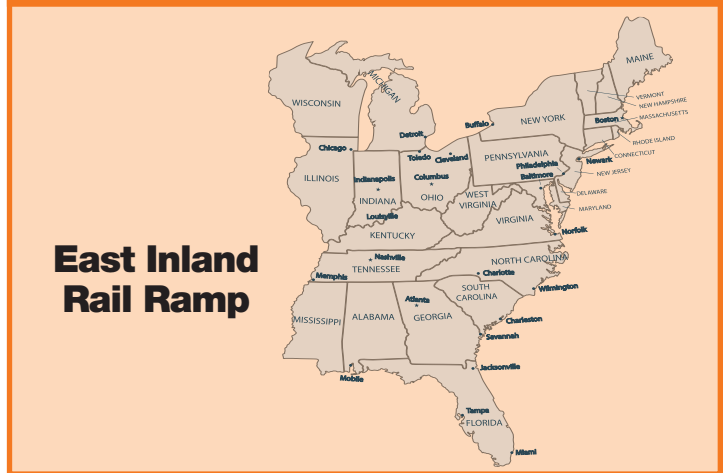 East Inland
Rail Ramp
MAINE
MICHIGAN
WISCONSIN
VERMONT
NEW HAMPSHIRE
MASSACHUSETTS
Boston
NEW YORK
Buffalo
Detroit
RHODE ISLAND
Chicago
Toledo
Cleveland
PENNSYLVANIA
CONNECTICUT
Newark
Philadelphia
NEW JERSEY
Baltimore
ILLINOIS
Indianapolis
Columbus
DELAWARE
INDIANA
OHIO
WEST
VIRGINIA
MARYLAND
Louisville
VIRGINIA
Norfolk
KENTUCKY
Nashville
NORTH CAROLINA
TENNESSEE
Memphis
Charlotte
Wilmington
SOUTH
CAROLINA
Atlanta
MISSISSIPPI
ALABAMA
GEORGIA
Charleston
Savannah
Jacksonville
Mobile
Tampa
FLORIDA
Miami